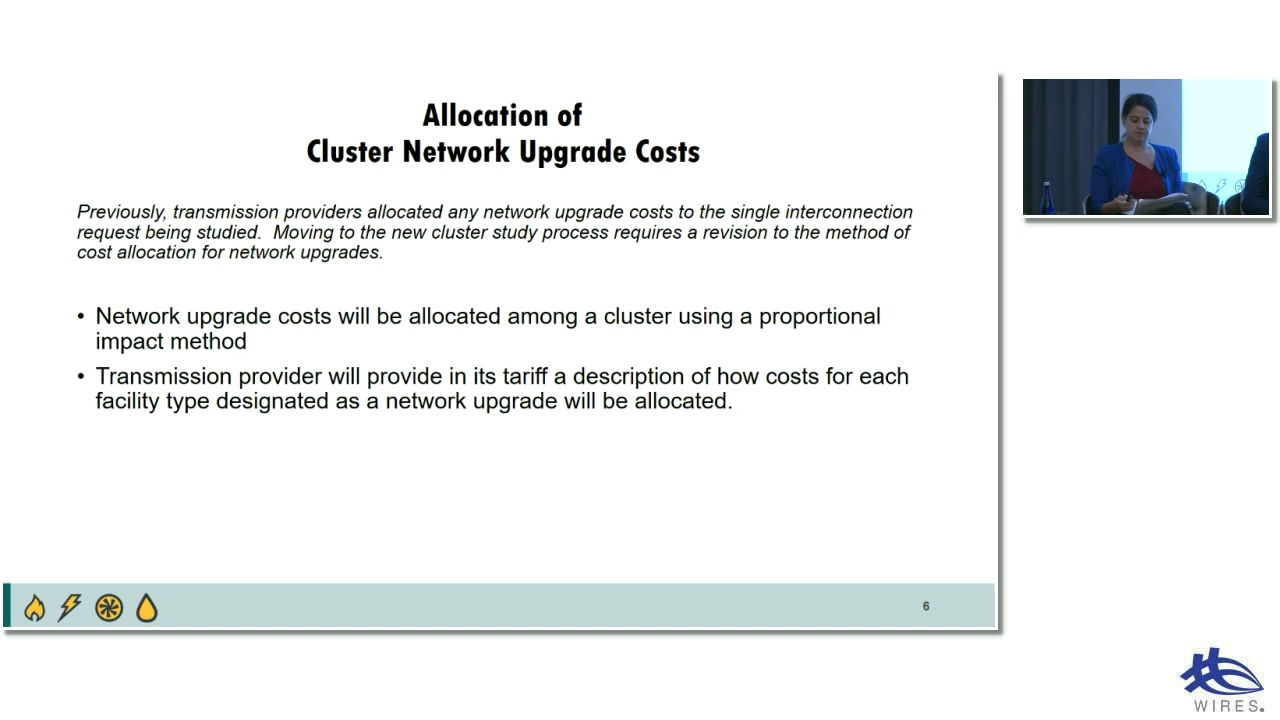 Allocation of
Cluster Network Upgrade Costs
Previously, transmission providers allocated any network upgrade costs to the single interconnection
request being studied.  Moving to the new cluster study process requires a revision to the method of
cost allocation for network upgrades.
• Network upgrade costs will be allocated among a cluster using a proportional
impact method
• Transmission provider will provide in its tariff a description of how costs for each
facility type designated as a network upgrade will be allocated.
6
WIRES.